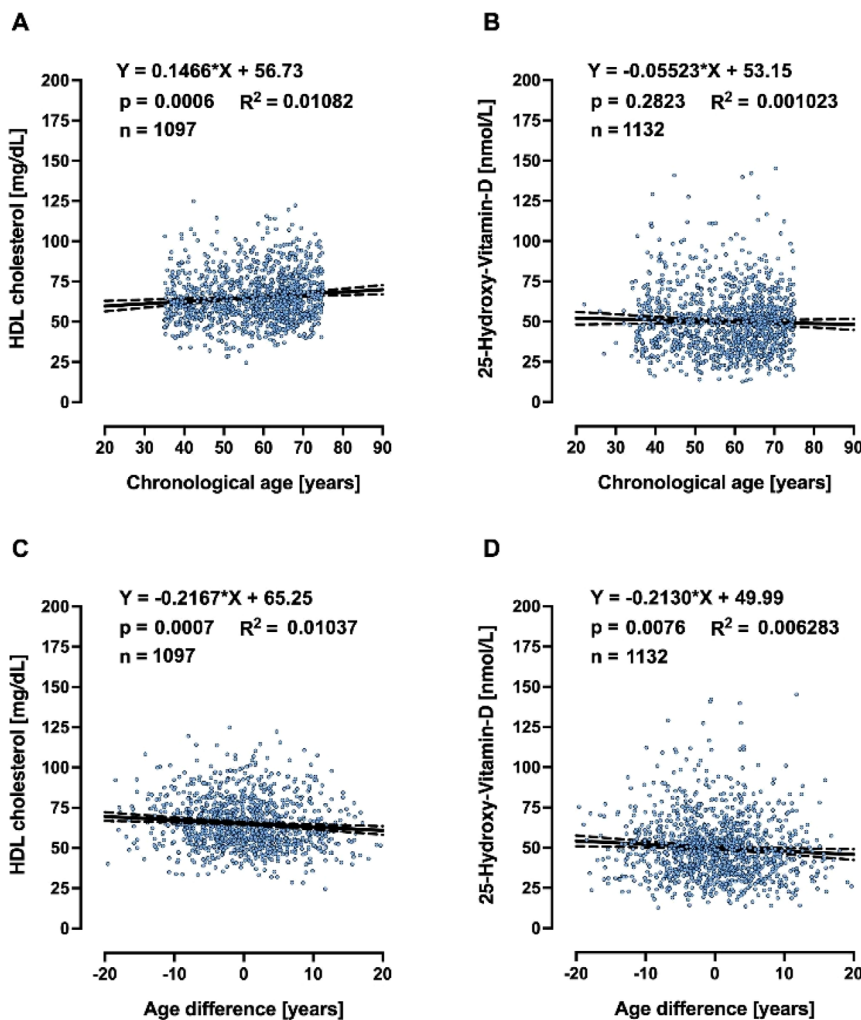 A
Y = 0.1466*X + 56.73
p = 0.0006 R² = 0.01082
n = 1097
HDL cholesterol [mg/dL]
200
175
150
125
100
75
50
25
0
20 30 40 50 60 70 80 90
Chronological age [years]
B
Y = -0.05523*X + 53.15
p = 0.2823 R² = 0.001023
n = 1132
25-Hydroxy-Vitamin-D [nmol/L]
200
175
150
125
100
75
50
25
0
20 30 40 50 60 70 80 90
Chronological age [years]
C
Y = -0.2167*X + 65.25
p = 0.0007 R² = 0.01037
n = 1097
HDL cholesterol [mg/dL]
200
175
150
125
100
75
50
25
0
-20 -10 0 10 20
Age difference [years]
D
Y = -0.2130*X + 49.99
p = 0.0076 R² = 0.006283
n = 1132
25-Hydroxy-Vitamin-D [nmol/L]
200
175
150
125
100
75
50
25
0
-20 -10 0 10 20
Age difference [years]